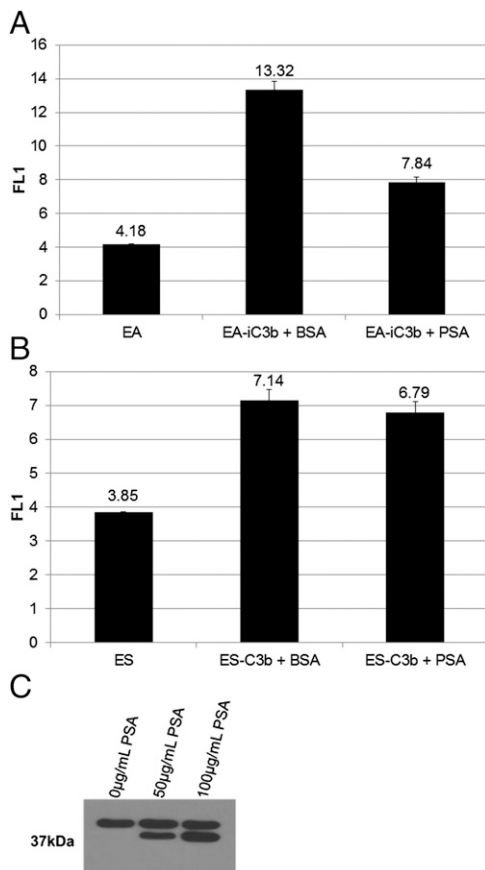 A
16
14
12
10
8
6
4
2
0
FL1
4.18
13.32
7.84
EA
EA-iC3b + BSA
EA-iC3b + PSA
B
8
7
6
5
4
3
2
1
0
FL1
3.85
7.14
6.79
ES
ES-C3b + BSA
ES-C3b + PSA
C
0µg/mL PSA
50µg/mL PSA
100µg/mL PSA
37kDa